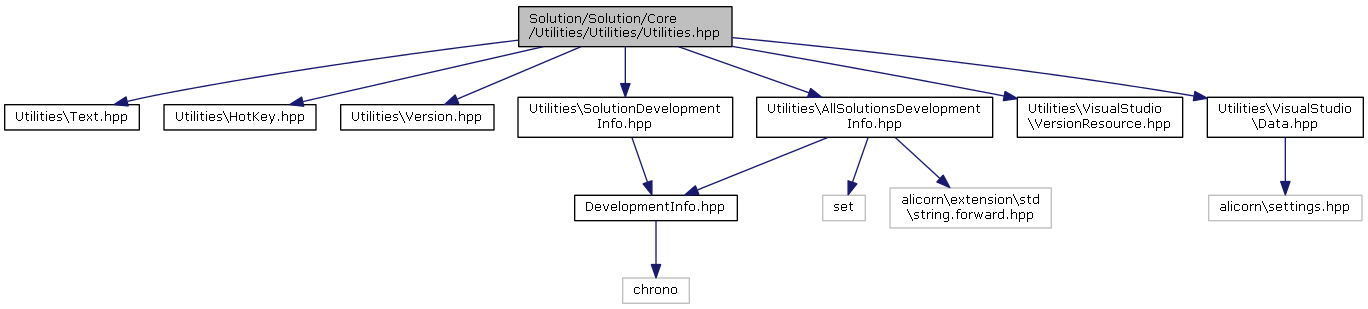 Solution/Solution/Core
/Utilities/Utilities/Utilities.hpp
Utilities\Text.hpp
Utilities\HotKey.hpp
Utilities\Version.hpp
Utilities\SolutionDevelopment
Info.hpp
Utilities\AllSolutionsDevelopment
Info.hpp
Utilities\VisualStudio
\VersionResource.hpp
Utilities\VisualStudio
\Data.hpp
DevelopmentInfo.hpp
set
alicorn\extension\std
\string.forward.hpp
alicorn\settings.hpp
chrono